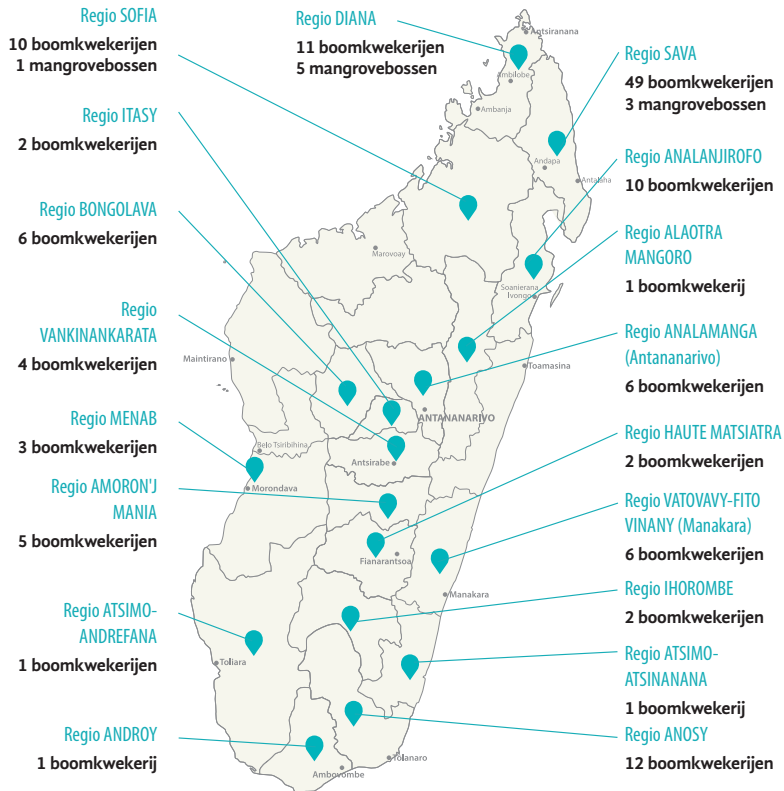 Regio SOFIA
10 boomkwekerijen
1 mangrovebossen
Regio ITASY
2 boomkwekerijen
Regio BONGOLAVA
6 boomkwekerijen
Regio
VANKINANKARATA
4 boomkwekerijen
Regio MENAB
3 boomkwekerijen
Regio AMORON'J
MANIA
5 boomkwekerijen
Regio ATSIMO-
ANDREFANA
1 boomkwekerijen
Regio ANDROY
1 boomkwekerij
Regio DIANA
11 boomkwekerijen
5 mangrovebossen
Regio SAVA
49 boomkwekerijen
3 mangrovebossen
Regio ANALANJIROFO
10 boomkwekerijen
Regio ALAOTRA
MANGORO
1 boomkwekerij
Regio ANALAMANGA
(Antananarivo)
6 boomkwekerijen
Regio HAUTE MATSIATRA
2 boomkwekerijen
Regio VATOVAVY-FITO
VINANY (Manakara)
6 boomkwekerijen
Regio IHOROMBE
2 boomkwekerijen
Regio ATSIMO-
ATSINANANA
1 boomkwekerij
Regio ANOSY
12 boomkwekerijen
Antsiranana
Ambilobe
Ambanja
Andapa
Antalaha
Marovoay
Soanierana
Ivongo
Maintirano
Toamasina
ANTANANARIVO
Belo Tsiribihina
Antsirabe
Morondava
Fianarantsoa
Manakara
Toliara
Tolanaro
Ambovombe